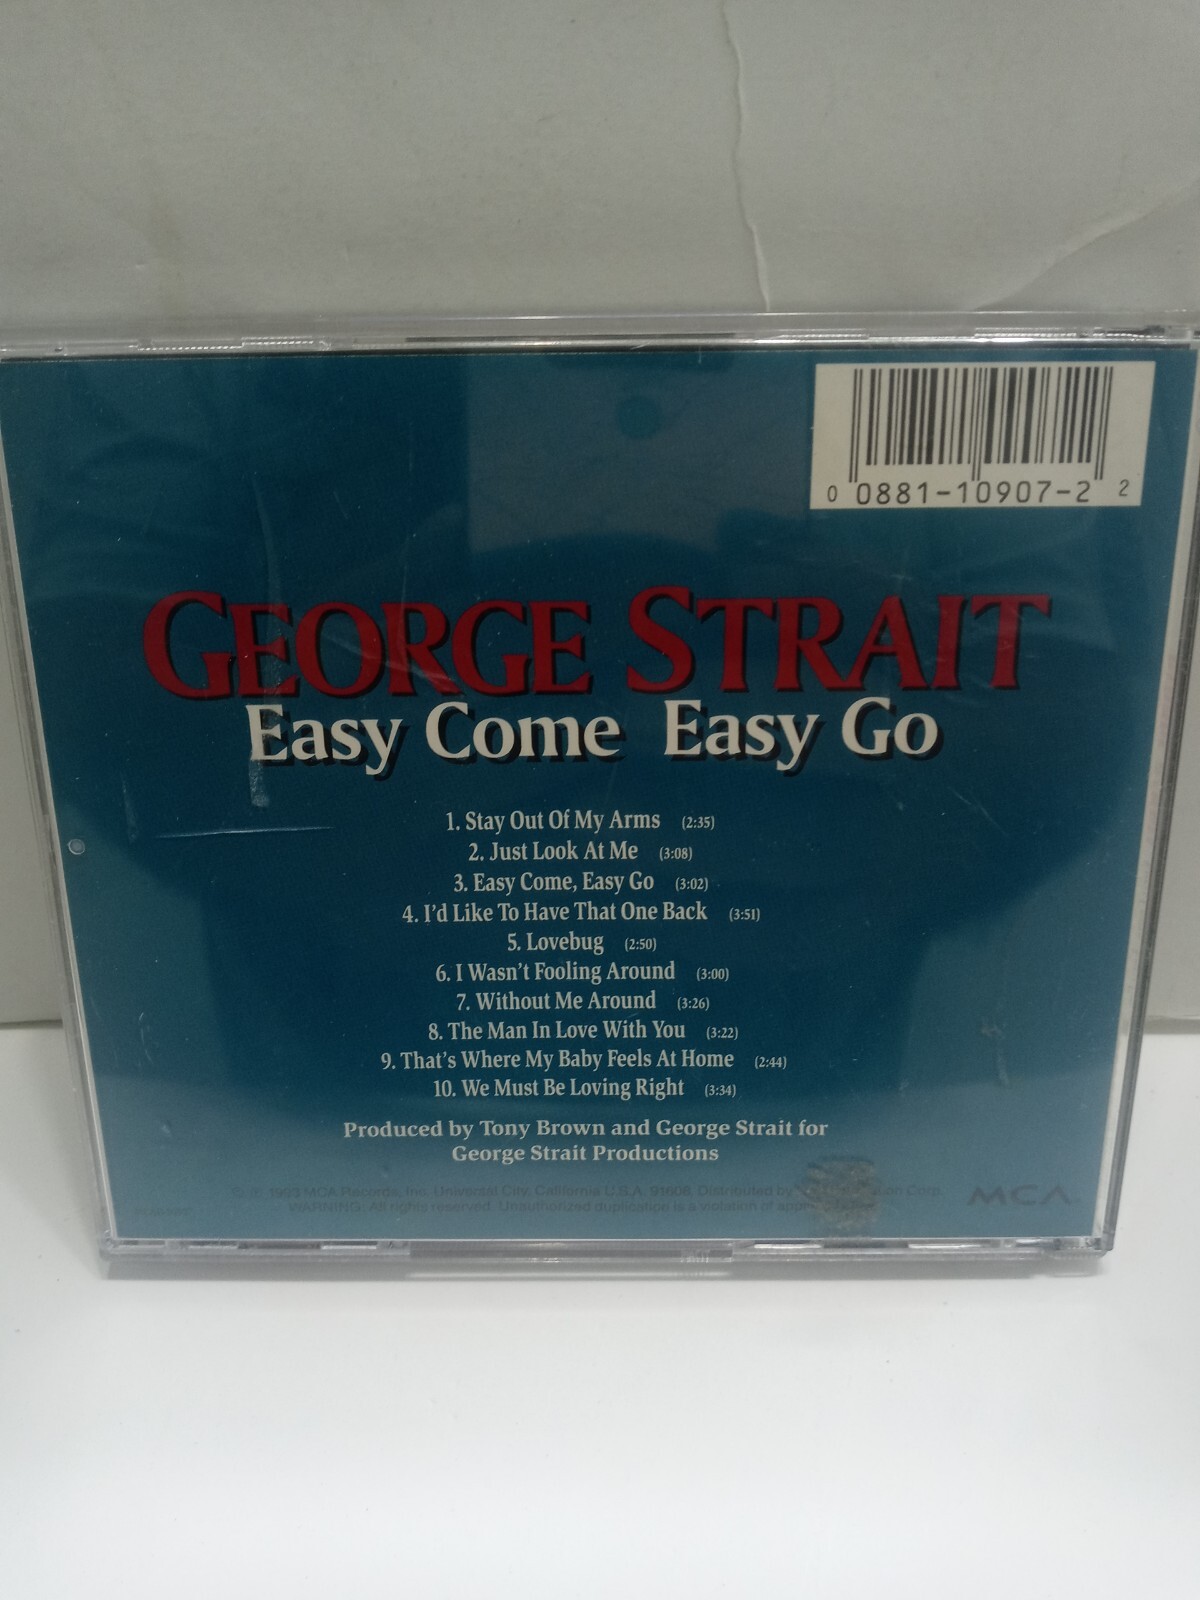 0 0881-10907-2 2
GEORGE STRAIT
Easy Come Easy Go
1. Stay Out Of My Arms (2:35)
2. Just Look At Me (3:08)
3. Easy Come, Easy Go (3:02)
4. I'd Like To Have That One Back (3:51)
5. Lovebug (2:50)
6. I Wasn't Fooling Around (3:00)
7. Without Me Around (3:26)
8. The Man In Love With You (3:22)
9. That's Where My Baby Feels At Home (2:44)
10. We Must Be Loving Right (3:34)
Produced by Tony Brown and George Strait for
George Strait Productions
1993 MCA Records, Inc. Universal City, California U.S.A. 91608. Distributed by Corp.
WARNING: All rights reserved. Unauthorized duplication is a violation of
MCA